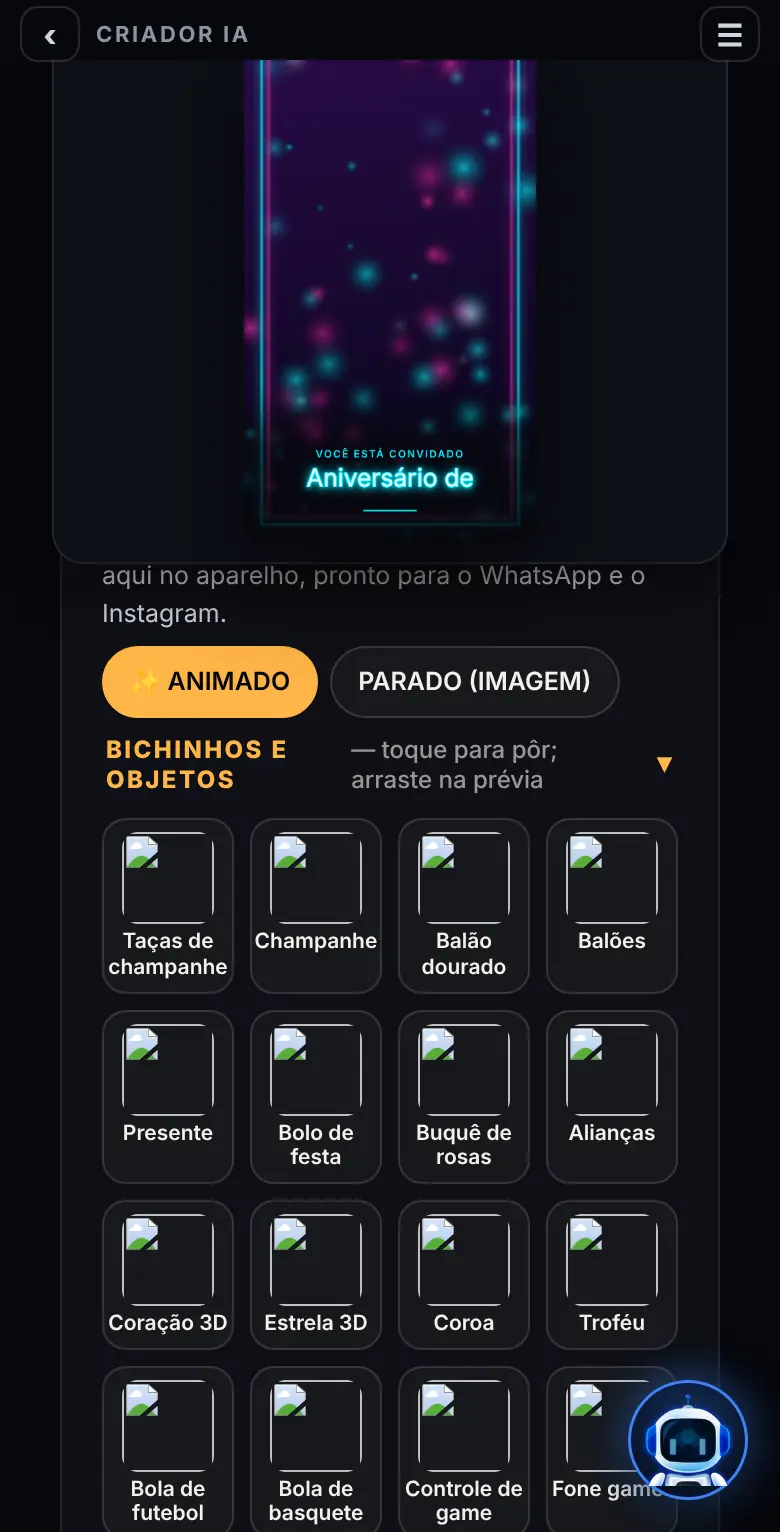 CRIADOR IA
VOCÊ ESTÁ CONVIDADO
Aniversário de
aqui no aparelho, pronto para o WhatsApp e o
Instagram.
✨ ANIMADO
PARADO (IMAGEM)
BICHINHOS E
OBJETOS
— toque para pôr;
arraste na prévia
▼
Taças de
champanhe
Champanhe
Balão
dourado
Balões
Presente
Bolo de
festa
Buquê de
rosas
Alianças
Coração 3D
Estrela 3D
Coroa
Troféu
Bola de
futebol
Bola de
basquete
Controle de
game
Fone game